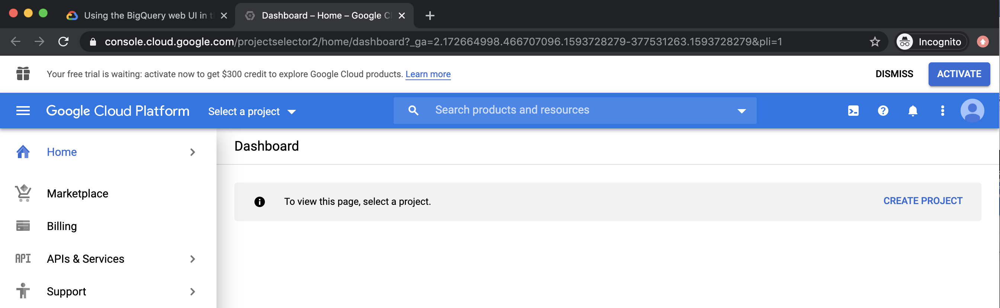 Using the BigQuery web UI in t
Dashboard – Home – Google Cl
console.cloud.google.com/projectselector2/home/dashboard?_ga=2.172664998.466707096.1593728279-377531263.1593728279&pli=1
Incognito
Your free trial is waiting: activate now to get $300 credit to explore Google Cloud products. Learn more
DISMISS
ACTIVATE
Google Cloud Platform
Select a project
Search products and resources
Home
Dashboard
To view this page, select a project.
CREATE PROJECT
Marketplace
Billing
API
APIs & Services
Support